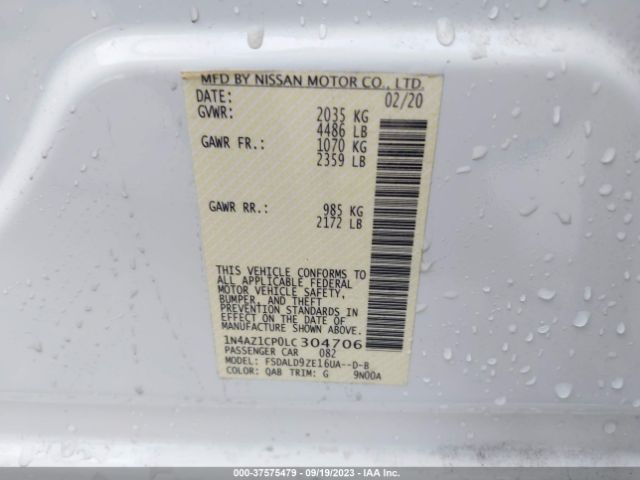 MFD BY NISSAN MOTOR CO., LTD.
DATE: 02/20
GVWR: 2035 KG
4486 LB
GAWR FR.: 1070 KG
2359 LB
GAWR RR.: 985 KG
2172 LB
THIS VEHICLE CONFORMS TO
ALL APPLICABLE FEDERAL
MOTOR VEHICLE SAFETY,
BUMPER, AND THEFT
PREVENTION STANDARDS IN
EFFECT ON THE DATE OF
MANUFACTURE SHOWN ABOVE.
1N4AZ1CP0LC304706
PASSENGER CAR 082
MODEL: FSDALD9ZE16UA--D-B
COLOR: QAB TRIM: G 9N00A
000-37575479 - 09/19/2023 - IAA Inc.